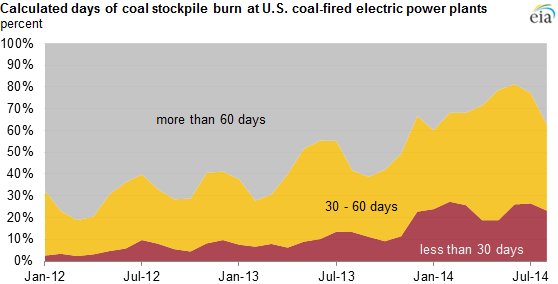 Calculated days of coal stockpile burn at U.S. coal-fired electric power plants
percent
eia
100%
90%
80%
70%
60%
50%
40%
30%
20%
10%
0%
more than 60 days
30 - 60 days
less than 30 days
Jan-12 Jul-12 Jan-13 Jul-13 Jan-14 Jul-14